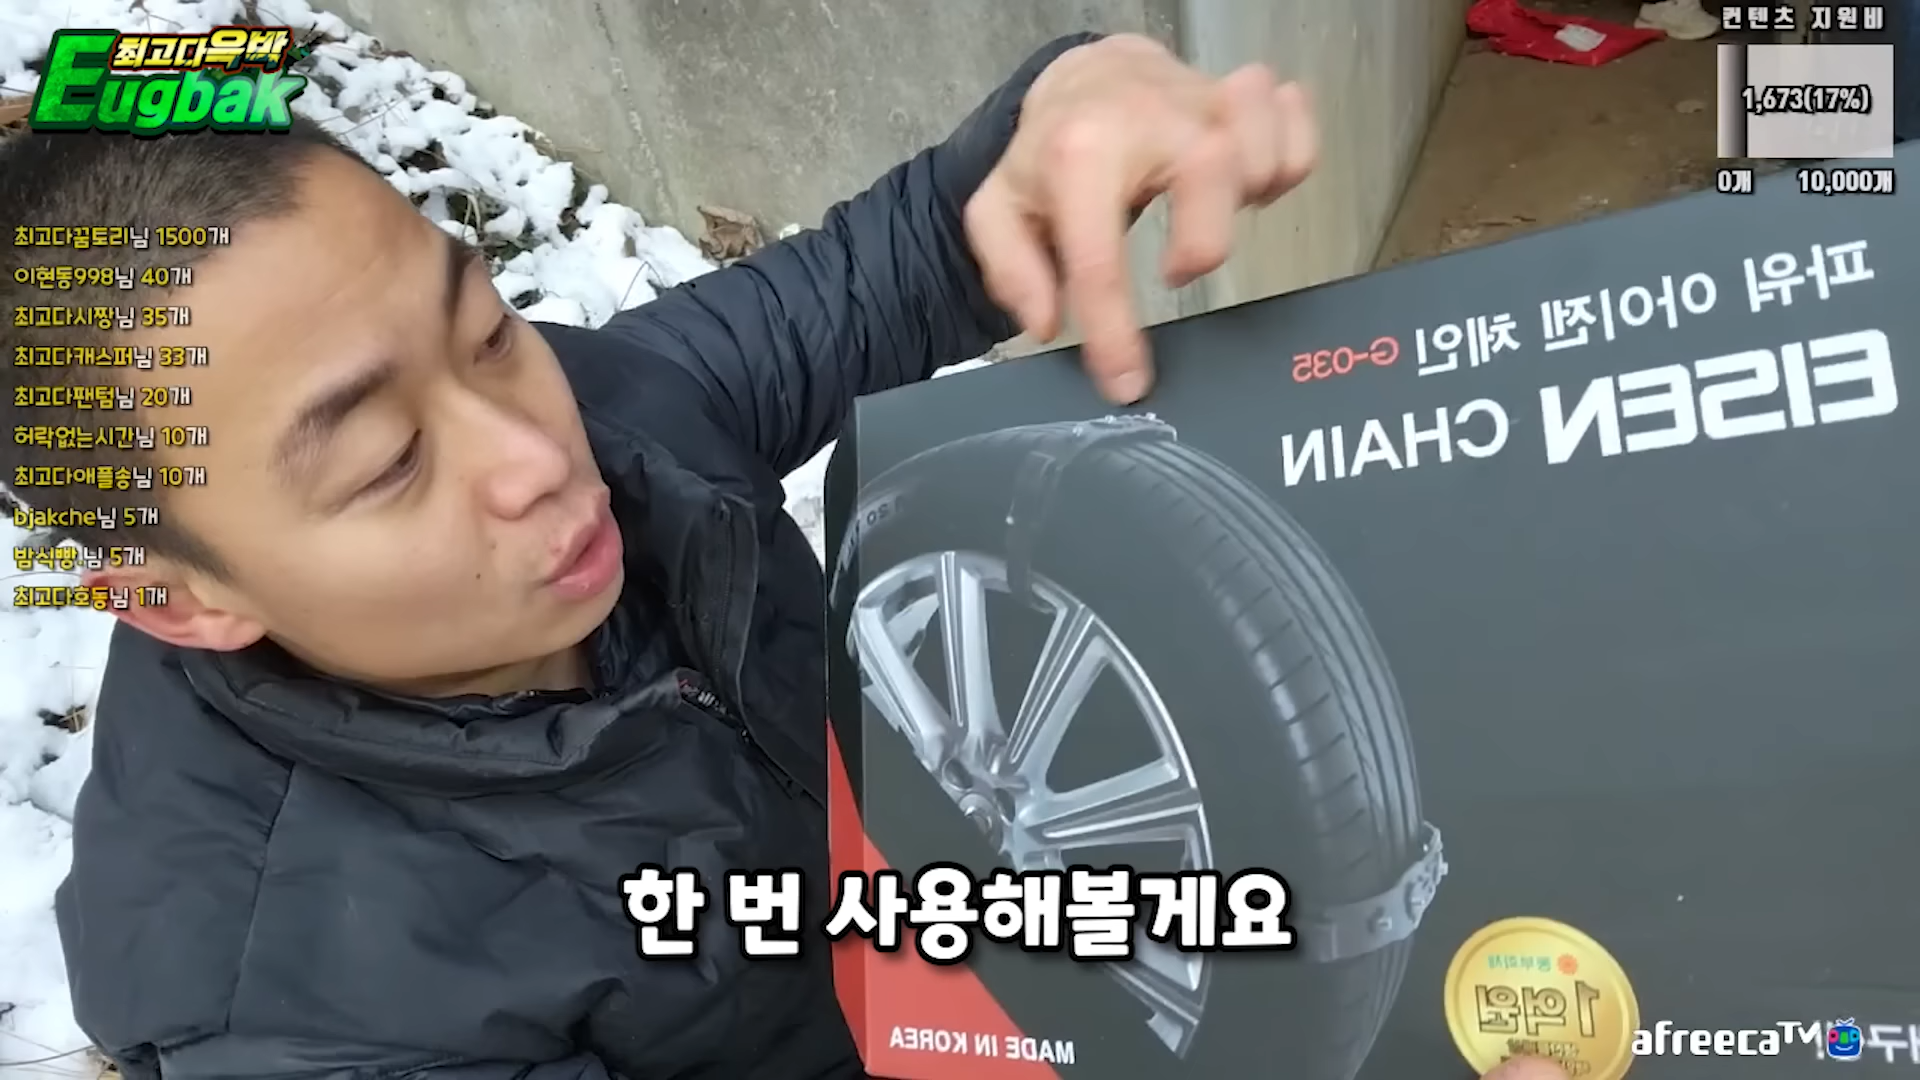 최고다윽박
Eugbak
컨텐츠 지원비
1,673(17%)
0개 10,000개
최고다꿈토리님 1500개
이현동998님 40개
최고다시짱님 35개
최고다캐스퍼님 33개
최고다팬텀님 20개
허락없는시간님 10개
최고다애플송님 10개
bjakche님 5개
밤식빵.님 5개
최고다호동님 1개
파워 아이젠 체인 G-035
EISEN CHAIN
동부화재
1억원
MADE IN KOREA
한 번 사용해볼게요
afreecaTV